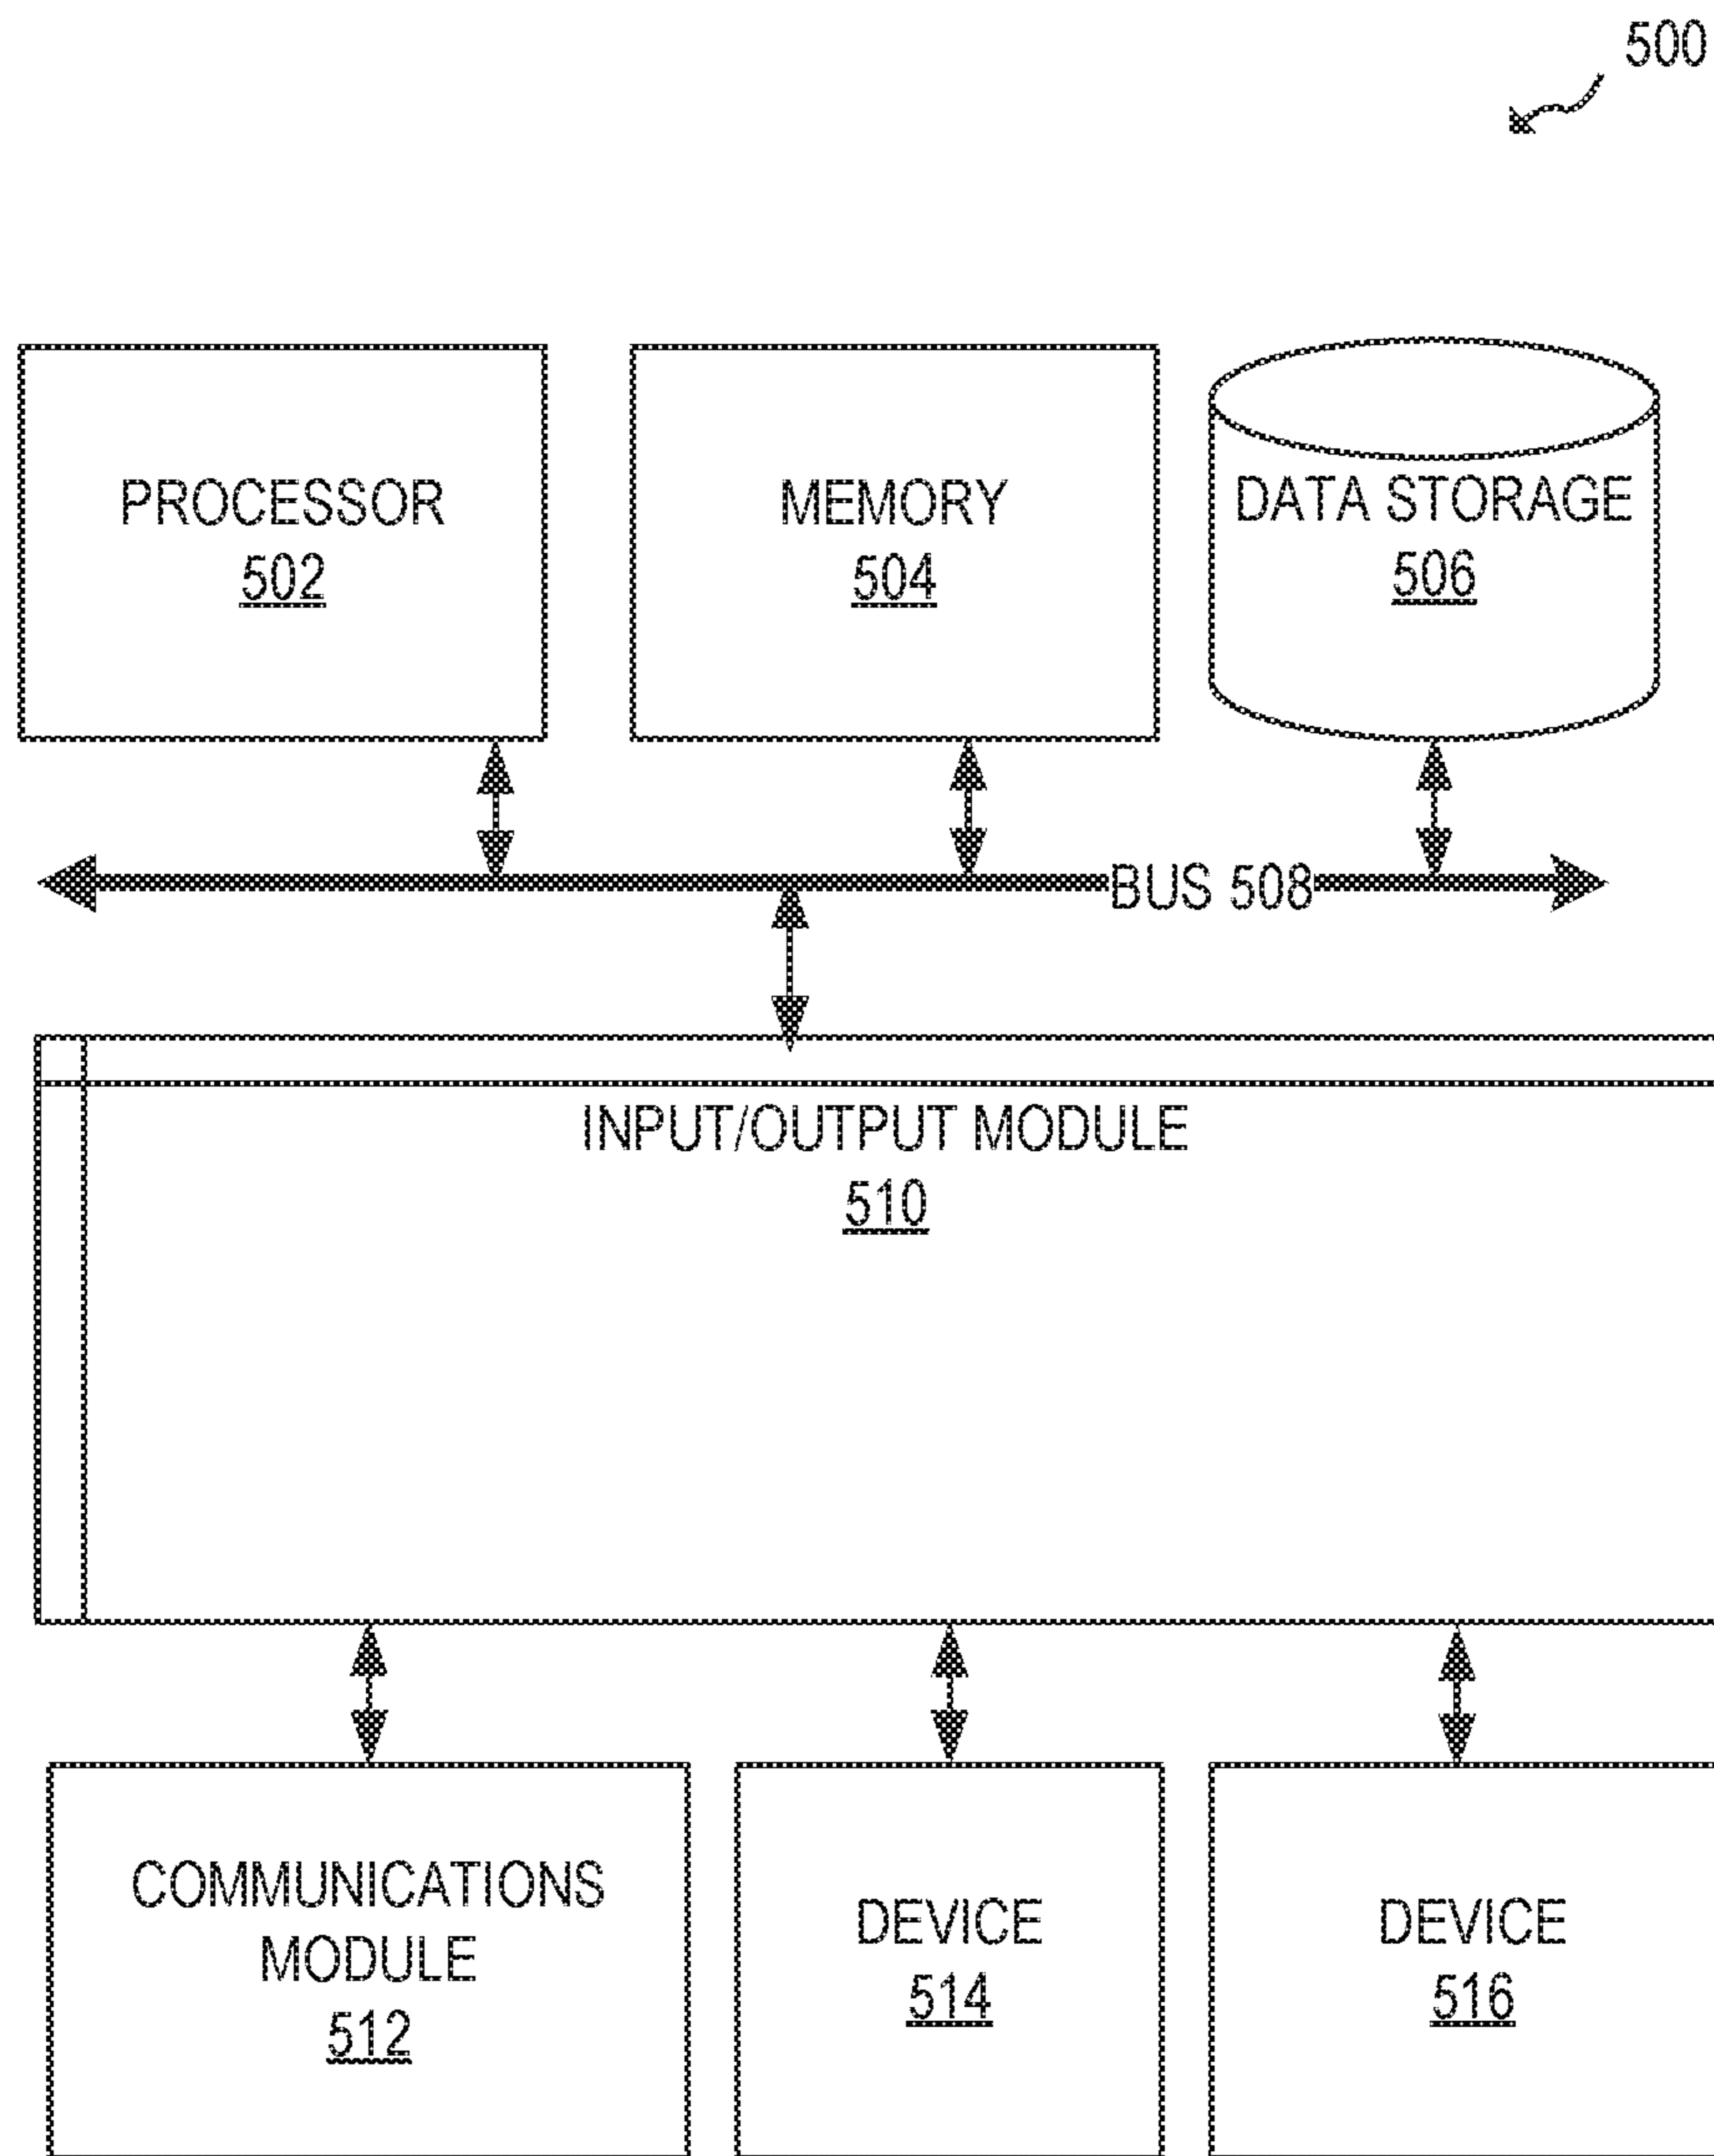 500
PROCESSOR
502
MEMORY
504
DATA STORAGE
506
BUS 508
INPUT/OUTPUT MODULE
510
COMMUNICATIONS
MODULE
512
DEVICE
514
DEVICE
516